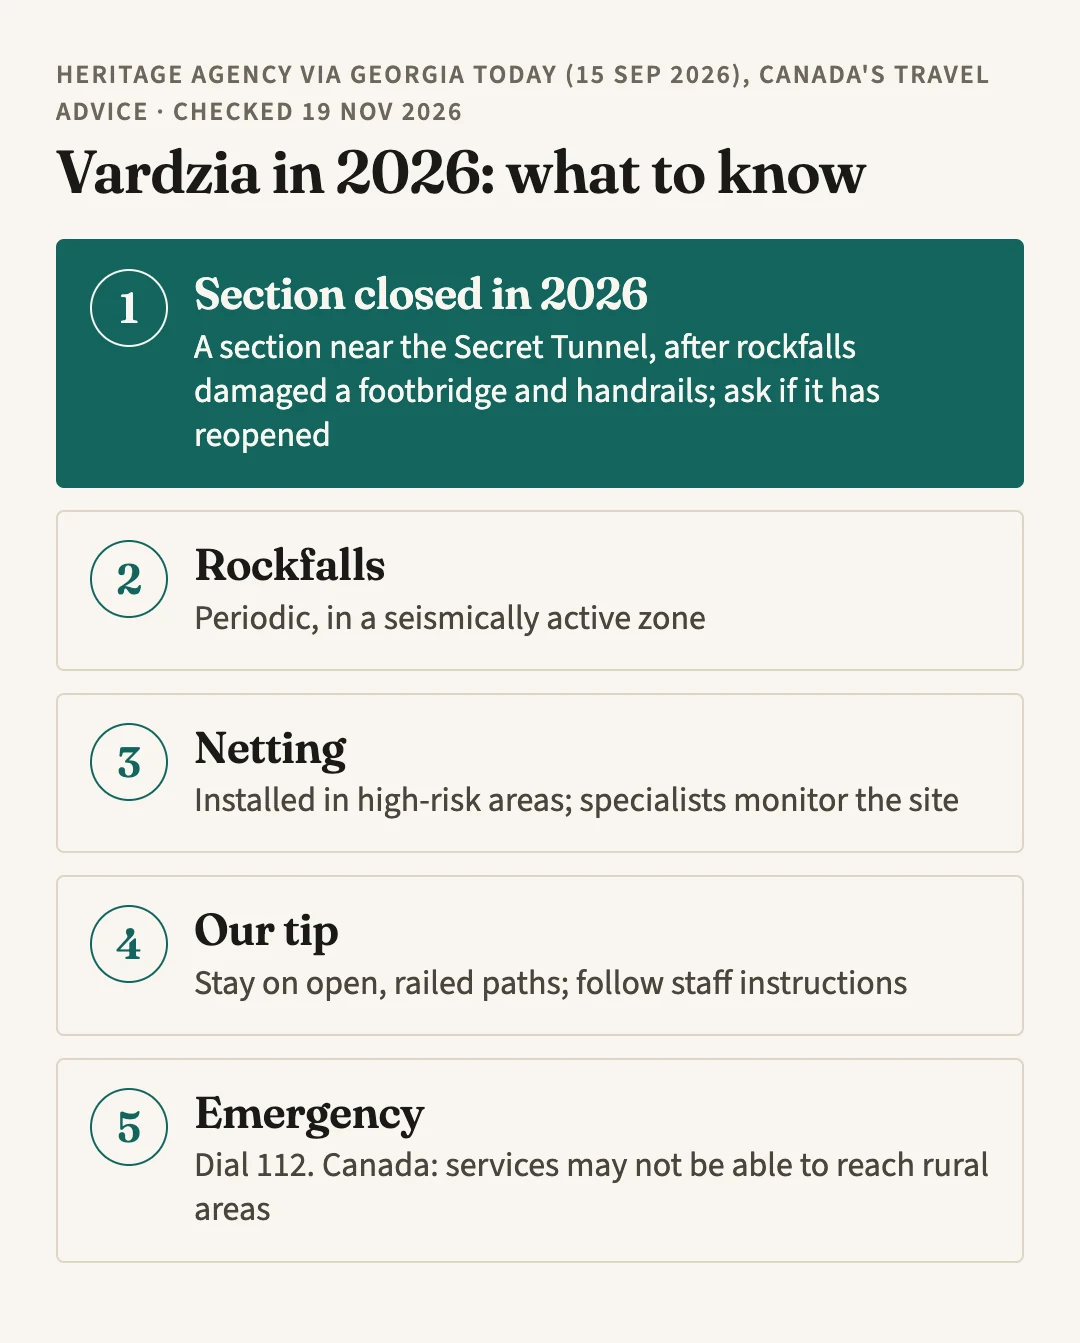 HERITAGE AGENCY VIA GEORGIA TODAY (15 SEP 2026), CANADA'S TRAVEL
ADVICE · CHECKED 19 NOV 2026
Vardzia in 2026: what to know
1
Section closed in 2026
A section near the Secret Tunnel, after rockfalls
damaged a footbridge and handrails; ask if it has
reopened
2
Rockfalls
Periodic, in a seismically active zone
3
Netting
Installed in high-risk areas; specialists monitor the site
4
Our tip
Stay on open, railed paths; follow staff instructions
5
Emergency
Dial 112. Canada: services may not be able to reach rural
areas